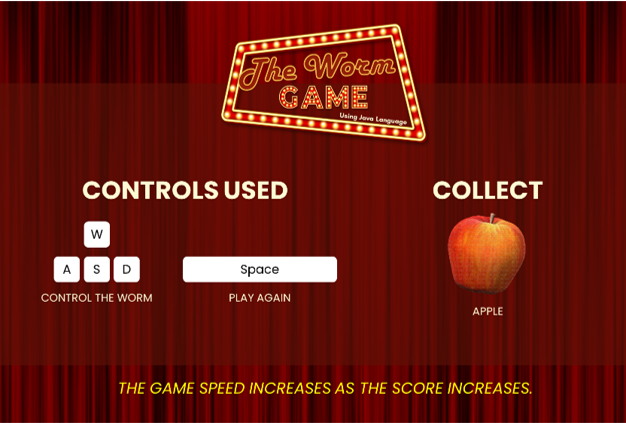 The Worm
GAME
Using Java Language
CONTROLS USED
COLLECT
W
A S D
Space
CONTROL THE WORM
PLAY AGAIN
APPLE
THE GAME SPEED INCREASES AS THE SCORE INCREASES.